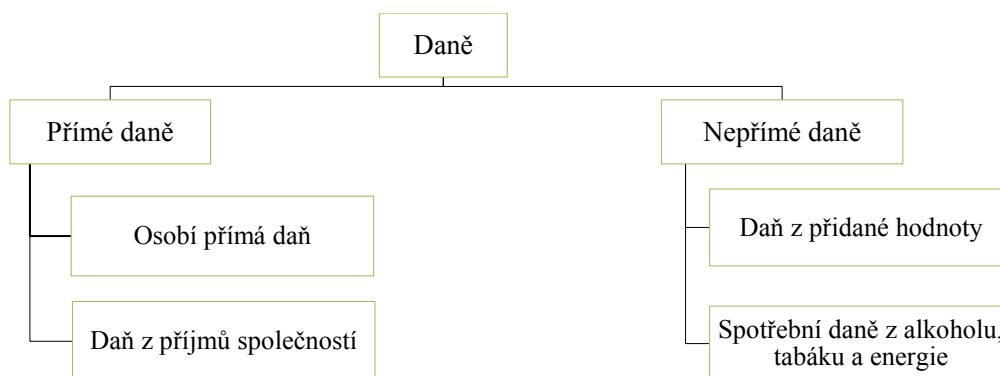 Daně
Přímé daně
Nepřímé daně
Osobí přímá daň
Daň z přidané hodnoty
Daň z příjmů společností
Spotřební daně z alkoholu,
tabáku a energie